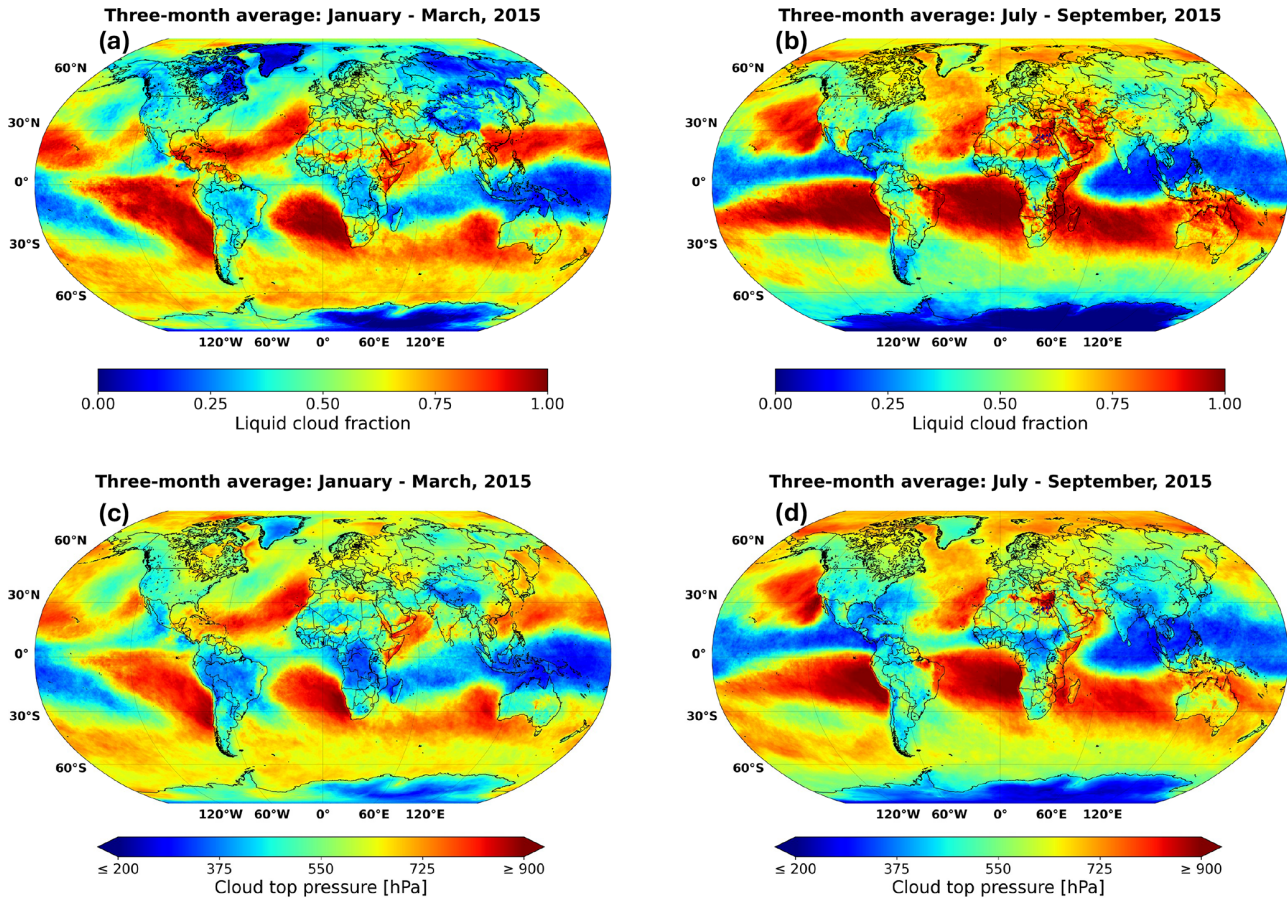 Three-month average: January - March, 2015
(a)
60°N
30°N
0°
30°S
60°S
120°W 60°W 0° 60°E 120°E
0.00 0.25 0.50 0.75 1.00
Liquid cloud fraction
Three-month average: July - September, 2015
(b)
60°N
30°N
0°
30°S
60°S
120°W 60°W 0° 60°E 120°E
0.00 0.25 0.50 0.75 1.00
Liquid cloud fraction
Three-month average: January - March, 2015
(c)
60°N
30°N
0°
30°S
60°S
120°W 60°W 0° 60°E 120°E
≤ 200 375 550 725 ≥ 900
Cloud top pressure [hPa]
Three-month average: July - September, 2015
(d)
60°N
30°N
0°
30°S
60°S
120°W 60°W 0° 60°E 120°E
≤ 200 375 550 725 ≥ 900
Cloud top pressure [hPa]